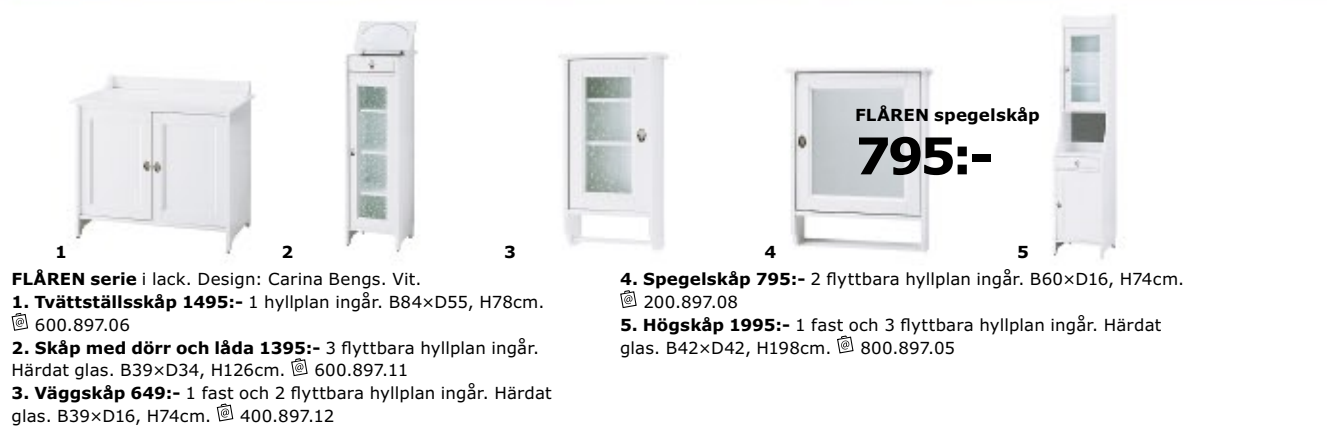 FLÅREN spegelskåp
795:-
1
2
3
4
5
FLÅREN serie i lack. Design: Carina Bengs. Vit.
1. Tvättställsskåp 1495:- 1 hyllplan ingår. B84×D55, H78cm.
600.897.06
2. Skåp med dörr och låda 1395:- 3 flyttbara hyllplan ingår.
Härdat glas. B39×D34, H126cm. 600.897.11
3. Väggskåp 649:- 1 fast och 2 flyttbara hyllplan ingår. Härdat
glas. B39×D16, H74cm. 400.897.12
4. Spegelskåp 795:- 2 flyttbara hyllplan ingår. B60×D16, H74cm.
200.897.08
5. Högskåp 1995:- 1 fast och 3 flyttbara hyllplan ingår. Härdat
glas. B42×D42, H198cm. 800.897.05